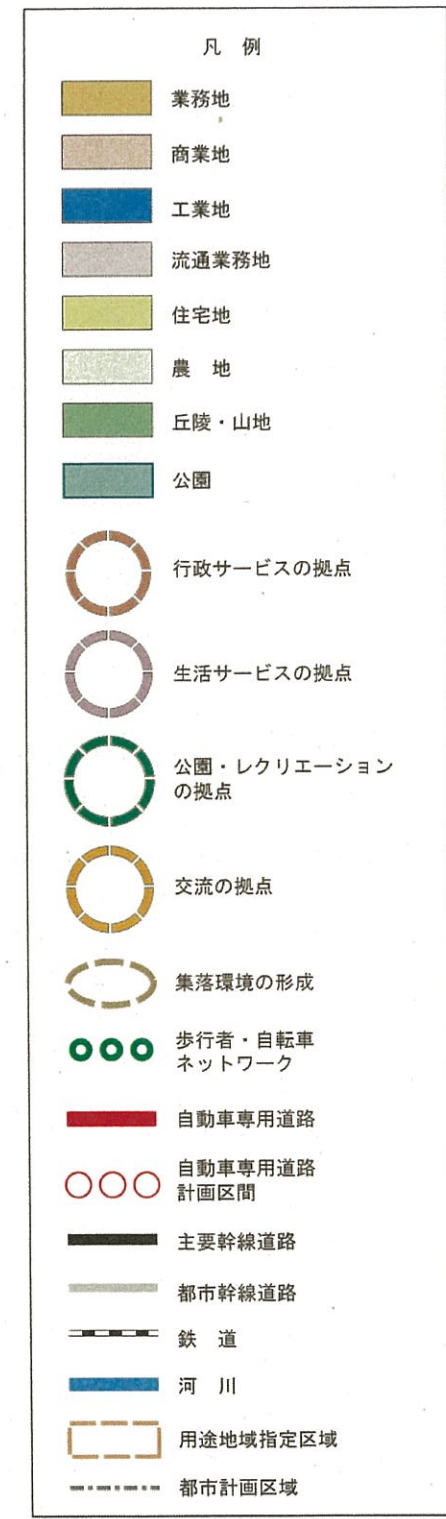 凡 例
業務地
商業地
工業地
流通業務地
住宅地
農 地
丘陵・山地
公園
行政サービスの拠点
生活サービスの拠点
公園・レクリエーション
の拠点
交流の拠点
集落環境の形成
歩行者・自転車
ネットワーク
自動車専用道路
自動車専用道路
計画区間
主要幹線道路
都市幹線道路
鉄 道
河 川
用途地域指定区域
都市計画区域